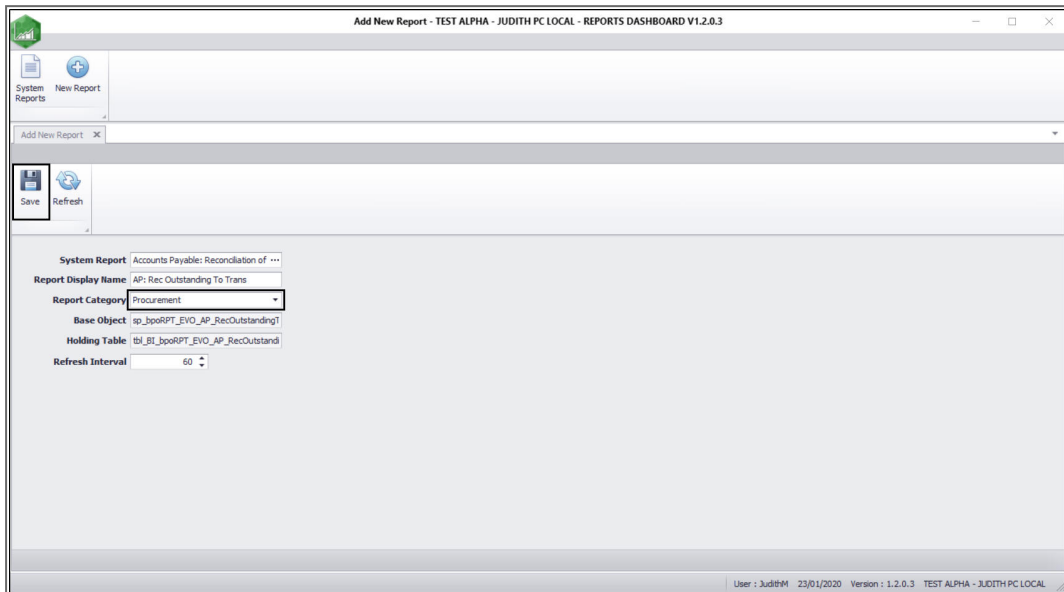 Add New Report - TEST ALPHA - JUDITH PC LOCAL - REPORTS DASHBOARD V1.2.0.3
System Reports
New Report
Add New Report
Save
Refresh
System Report Accounts Payable: Reconciliation of ...
Report Display Name AP: Rec Outstanding To Trans
Report Category Procurement
Base Object sp_bpoRPT_EVO_AP_RecOutstandingT
Holding Table tbl_BI_bpoRPT_EVO_AP_RecOutstandi
Refresh Interval 60
User : JudithM 23/01/2020 Version : 1.2.0.3 TEST ALPHA - JUDITH PC LOCAL